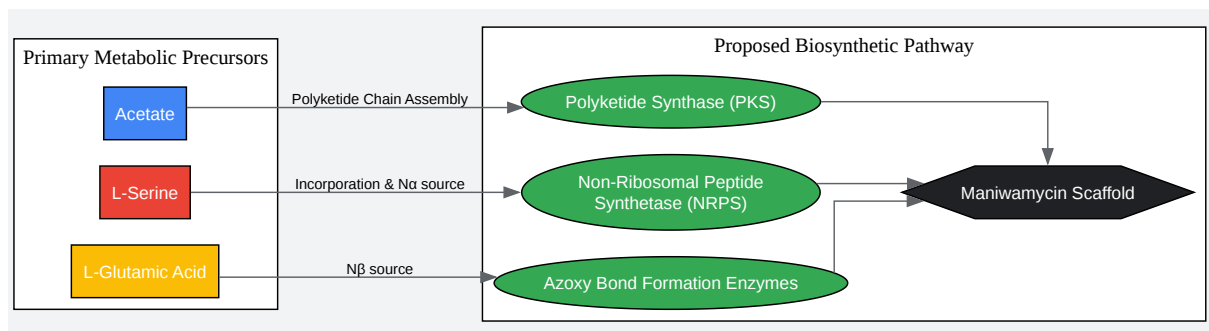 Primary Metabolic Precursors
Proposed Biosynthetic Pathway
Acetate
Polyketide Chain Assembly
Polyketide Synthase (PKS)
L-Serine
Incorporation & Nα source
Non-Ribosomal Peptide
Synthetase (NRPS)
Maniwamycin Scaffold
L-Glutamic Acid
Nβ source
Azoxy Bond Formation Enzymes